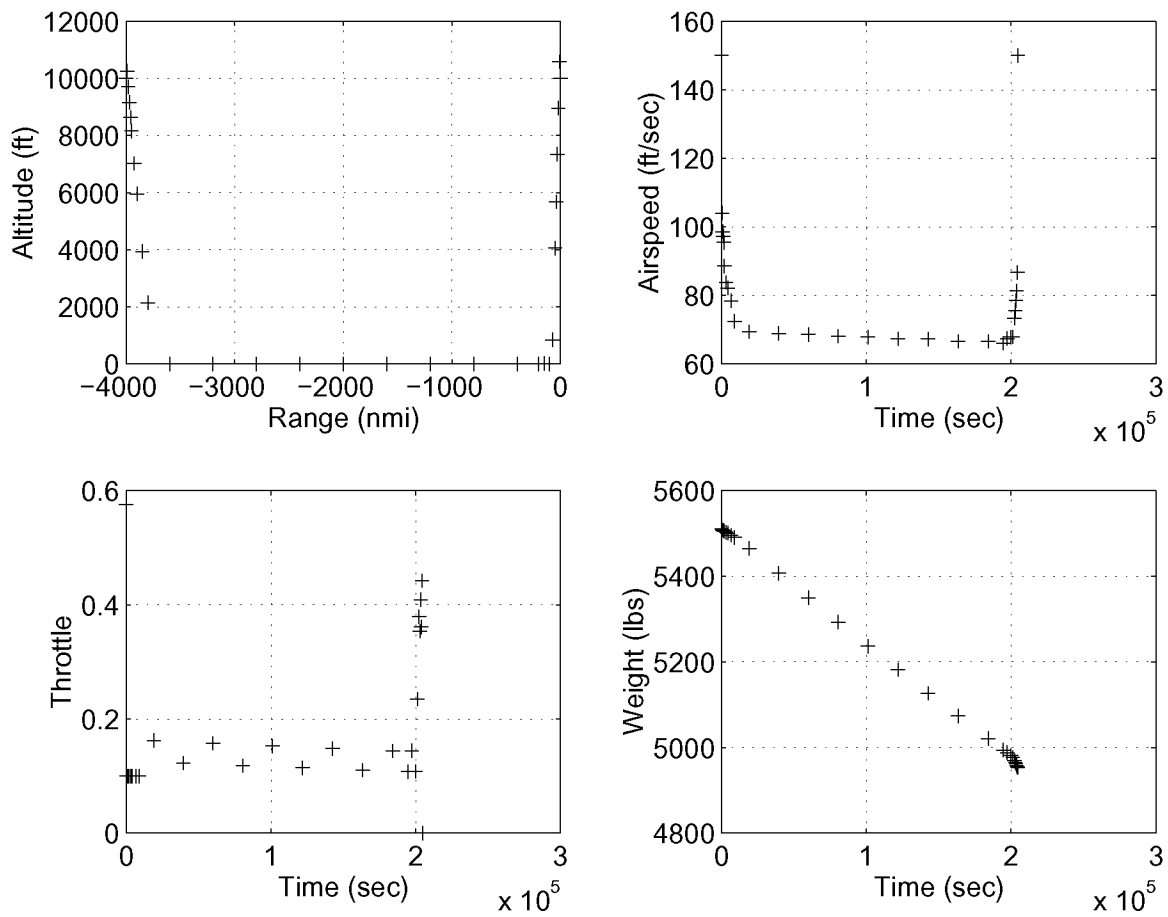 12000
10000
8000
6000
4000
2000
0
Altitude (ft)
−4000 −3000 −2000 −1000 0
Range (nmi)
160
140
120
100
80
60
Airspeed (ft/sec)
0 1 2 3
Time (sec)
x 10^5
0.6
0.4
0.2
0
Throttle
0 1 2 3
Time (sec)
x 10^5
5600
5400
5200
5000
4800
Weight (lbs)
0 1 2 3
Time (sec)
x 10^5